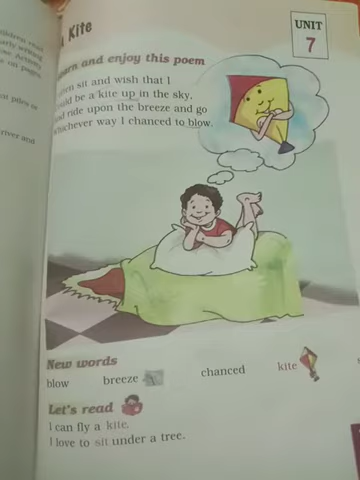 Kite
UNIT
7
and enjoy this poem
sit and wish that I
be a kite up in the sky,
ride upon the breeze and go
whichever way I chanced to blow.
New words
blow breeze chanced kite
Let's read
I can fly a kite.
I love to sit under a tree.
river and